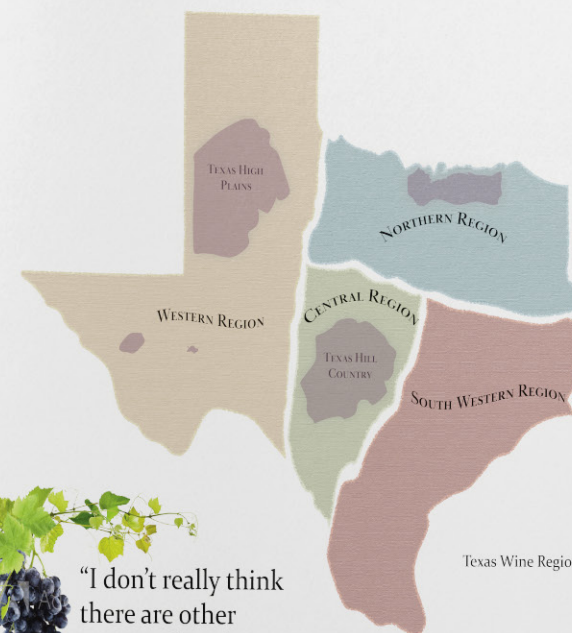 TEXAS HIGH
PLAINS
NORTHERN REGION
WESTERN REGION
CENTRAL REGION
TEXAS HILL
COUNTRY
SOUTH WESTERN REGION
Texas Wine Regio
“I don’t really think
there are other